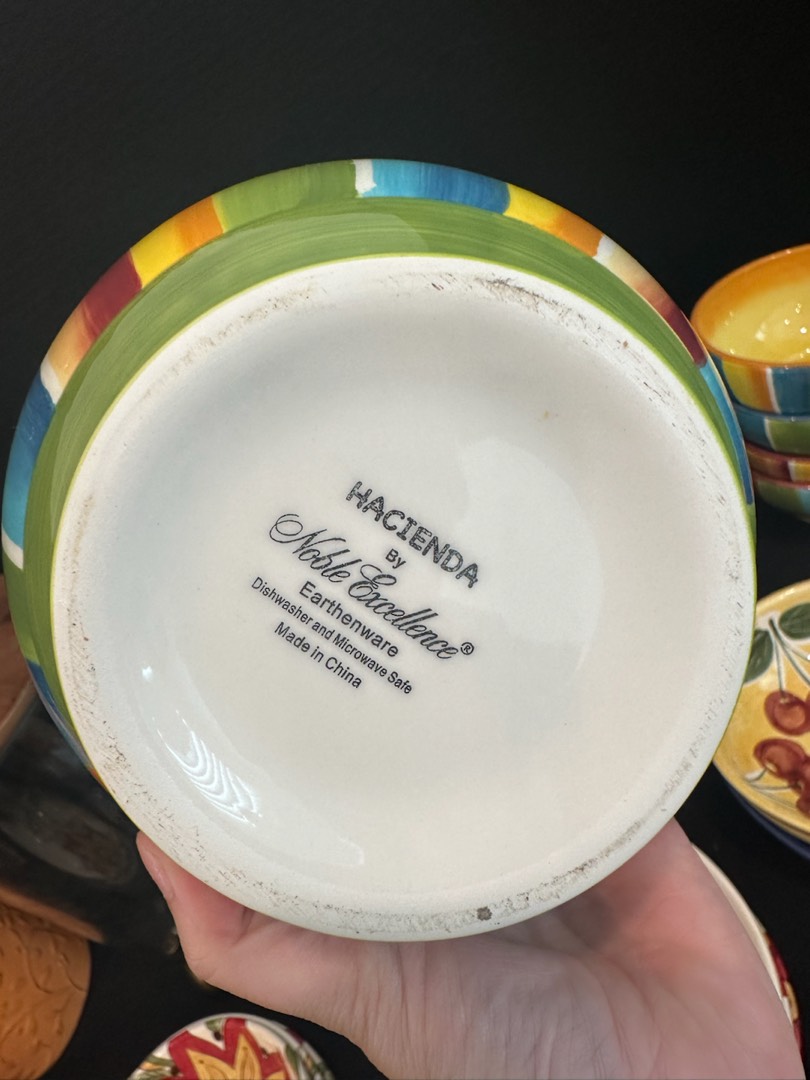 HACIENDA
By
Noble Excellence®
Earthenware
Dishwasher and Microwave Safe
Made in China